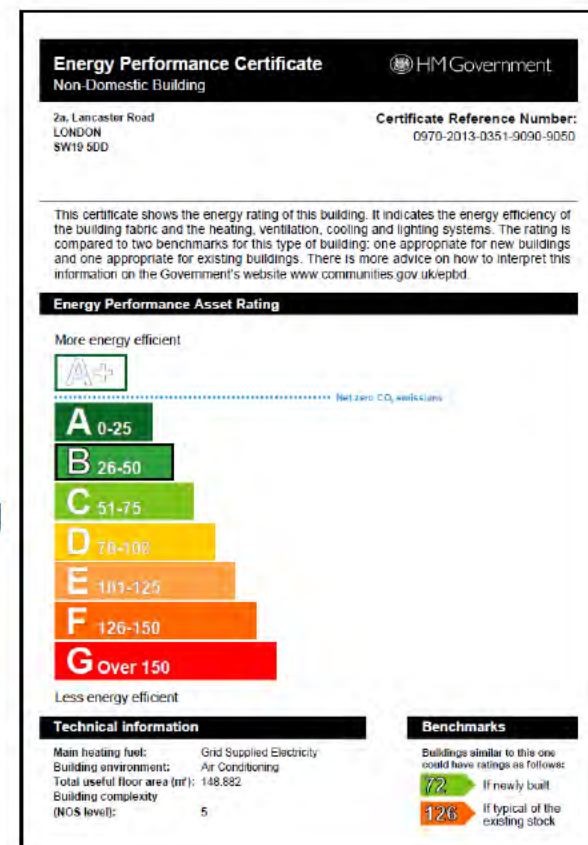 Energy Performance Certificate
HM Government
Non-Domestic Building
2a, Lancaster Road
LONDON
SW19 5DD
Certificate Reference Number:
0970-2013-0351-9090-9050
This certificate shows the energy rating of this building. It indicates the energy efficiency of
the building fabric and the heating, ventilation, cooling and lighting systems. The rating is
compared to two benchmarks for this type of building: one appropriate for new buildings
and one appropriate for existing buildings. There is more advice on how to interpret this
information on the Government's website www.communities.gov.uk/epbd.
Energy Performance Asset Rating
More energy efficient
A+
Net zero CO₂ emissions
A 0-25
B 26-50
C 51-75
D 76-100
E 101-125
F 126-150
G Over 150
Less energy efficient
Technical information
Main heating fuel: Grid Supplied Electricity
Building environment: Air Conditioning
Total useful floor area (m²): 148.882
Building complexity
(NOS level): 5
Benchmarks
Buildings similar to this one
could have ratings as follows:
72 If newly built
126 If typical of the
existing stock